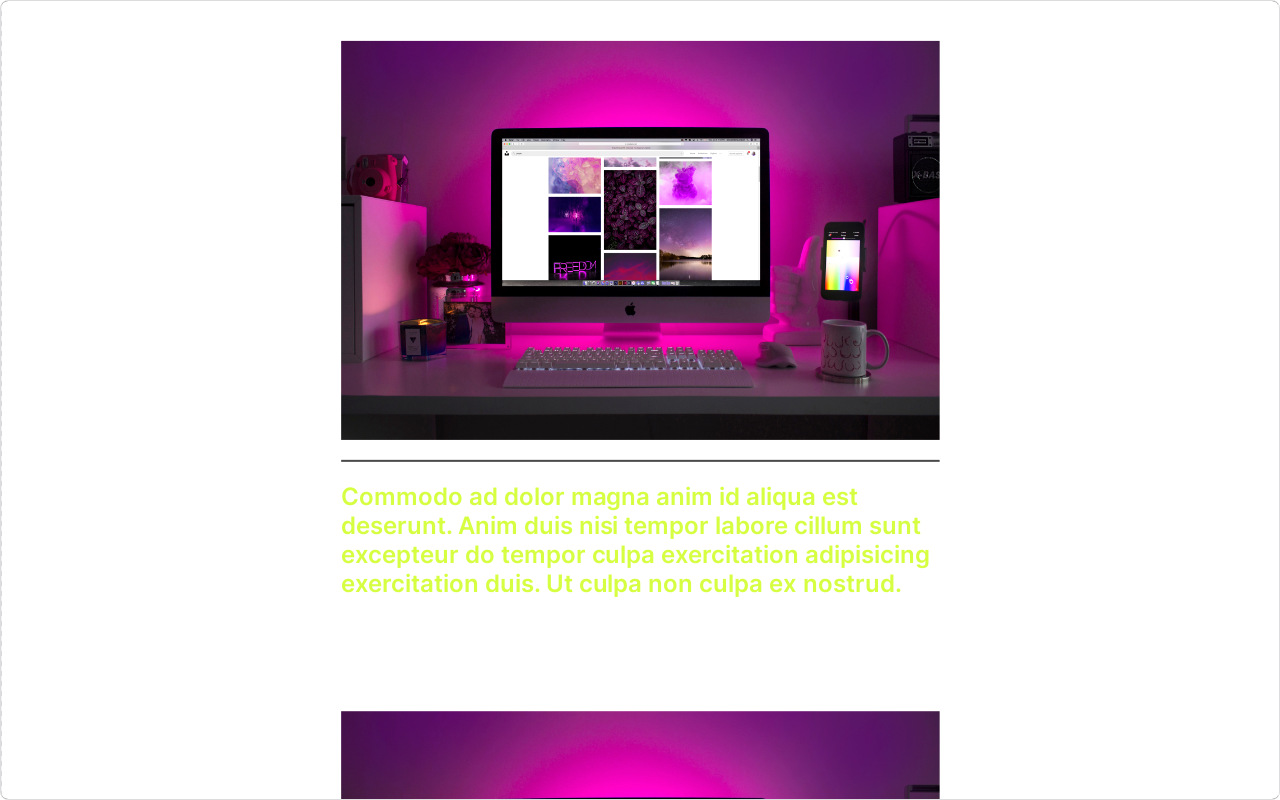 FREEDOM
Commodo ad dolor magna anim id aliqua est
deserunt. Anim duis nisi tempor labore cillum sunt
excepteur do tempor culpa exercitation adipisicing
exercitation duis. Ut culpa non culpa ex nostrud.